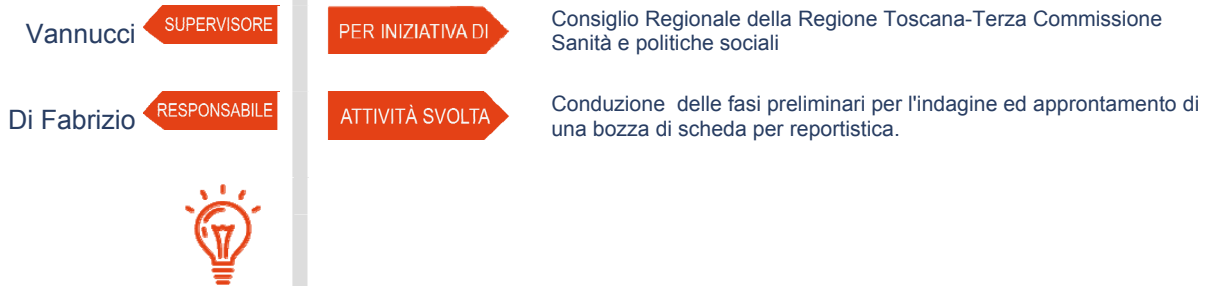 Vannucci SUPERVISORE
PER INIZIATIVA DI
Consiglio Regionale della Regione Toscana-Terza Commissione
Sanità e politiche sociali
Di Fabrizio RESPONSABILE
ATTIVITÀ SVOLTA
Conduzione delle fasi preliminari per l'indagine ed approntamento di
una bozza di scheda per reportistica.